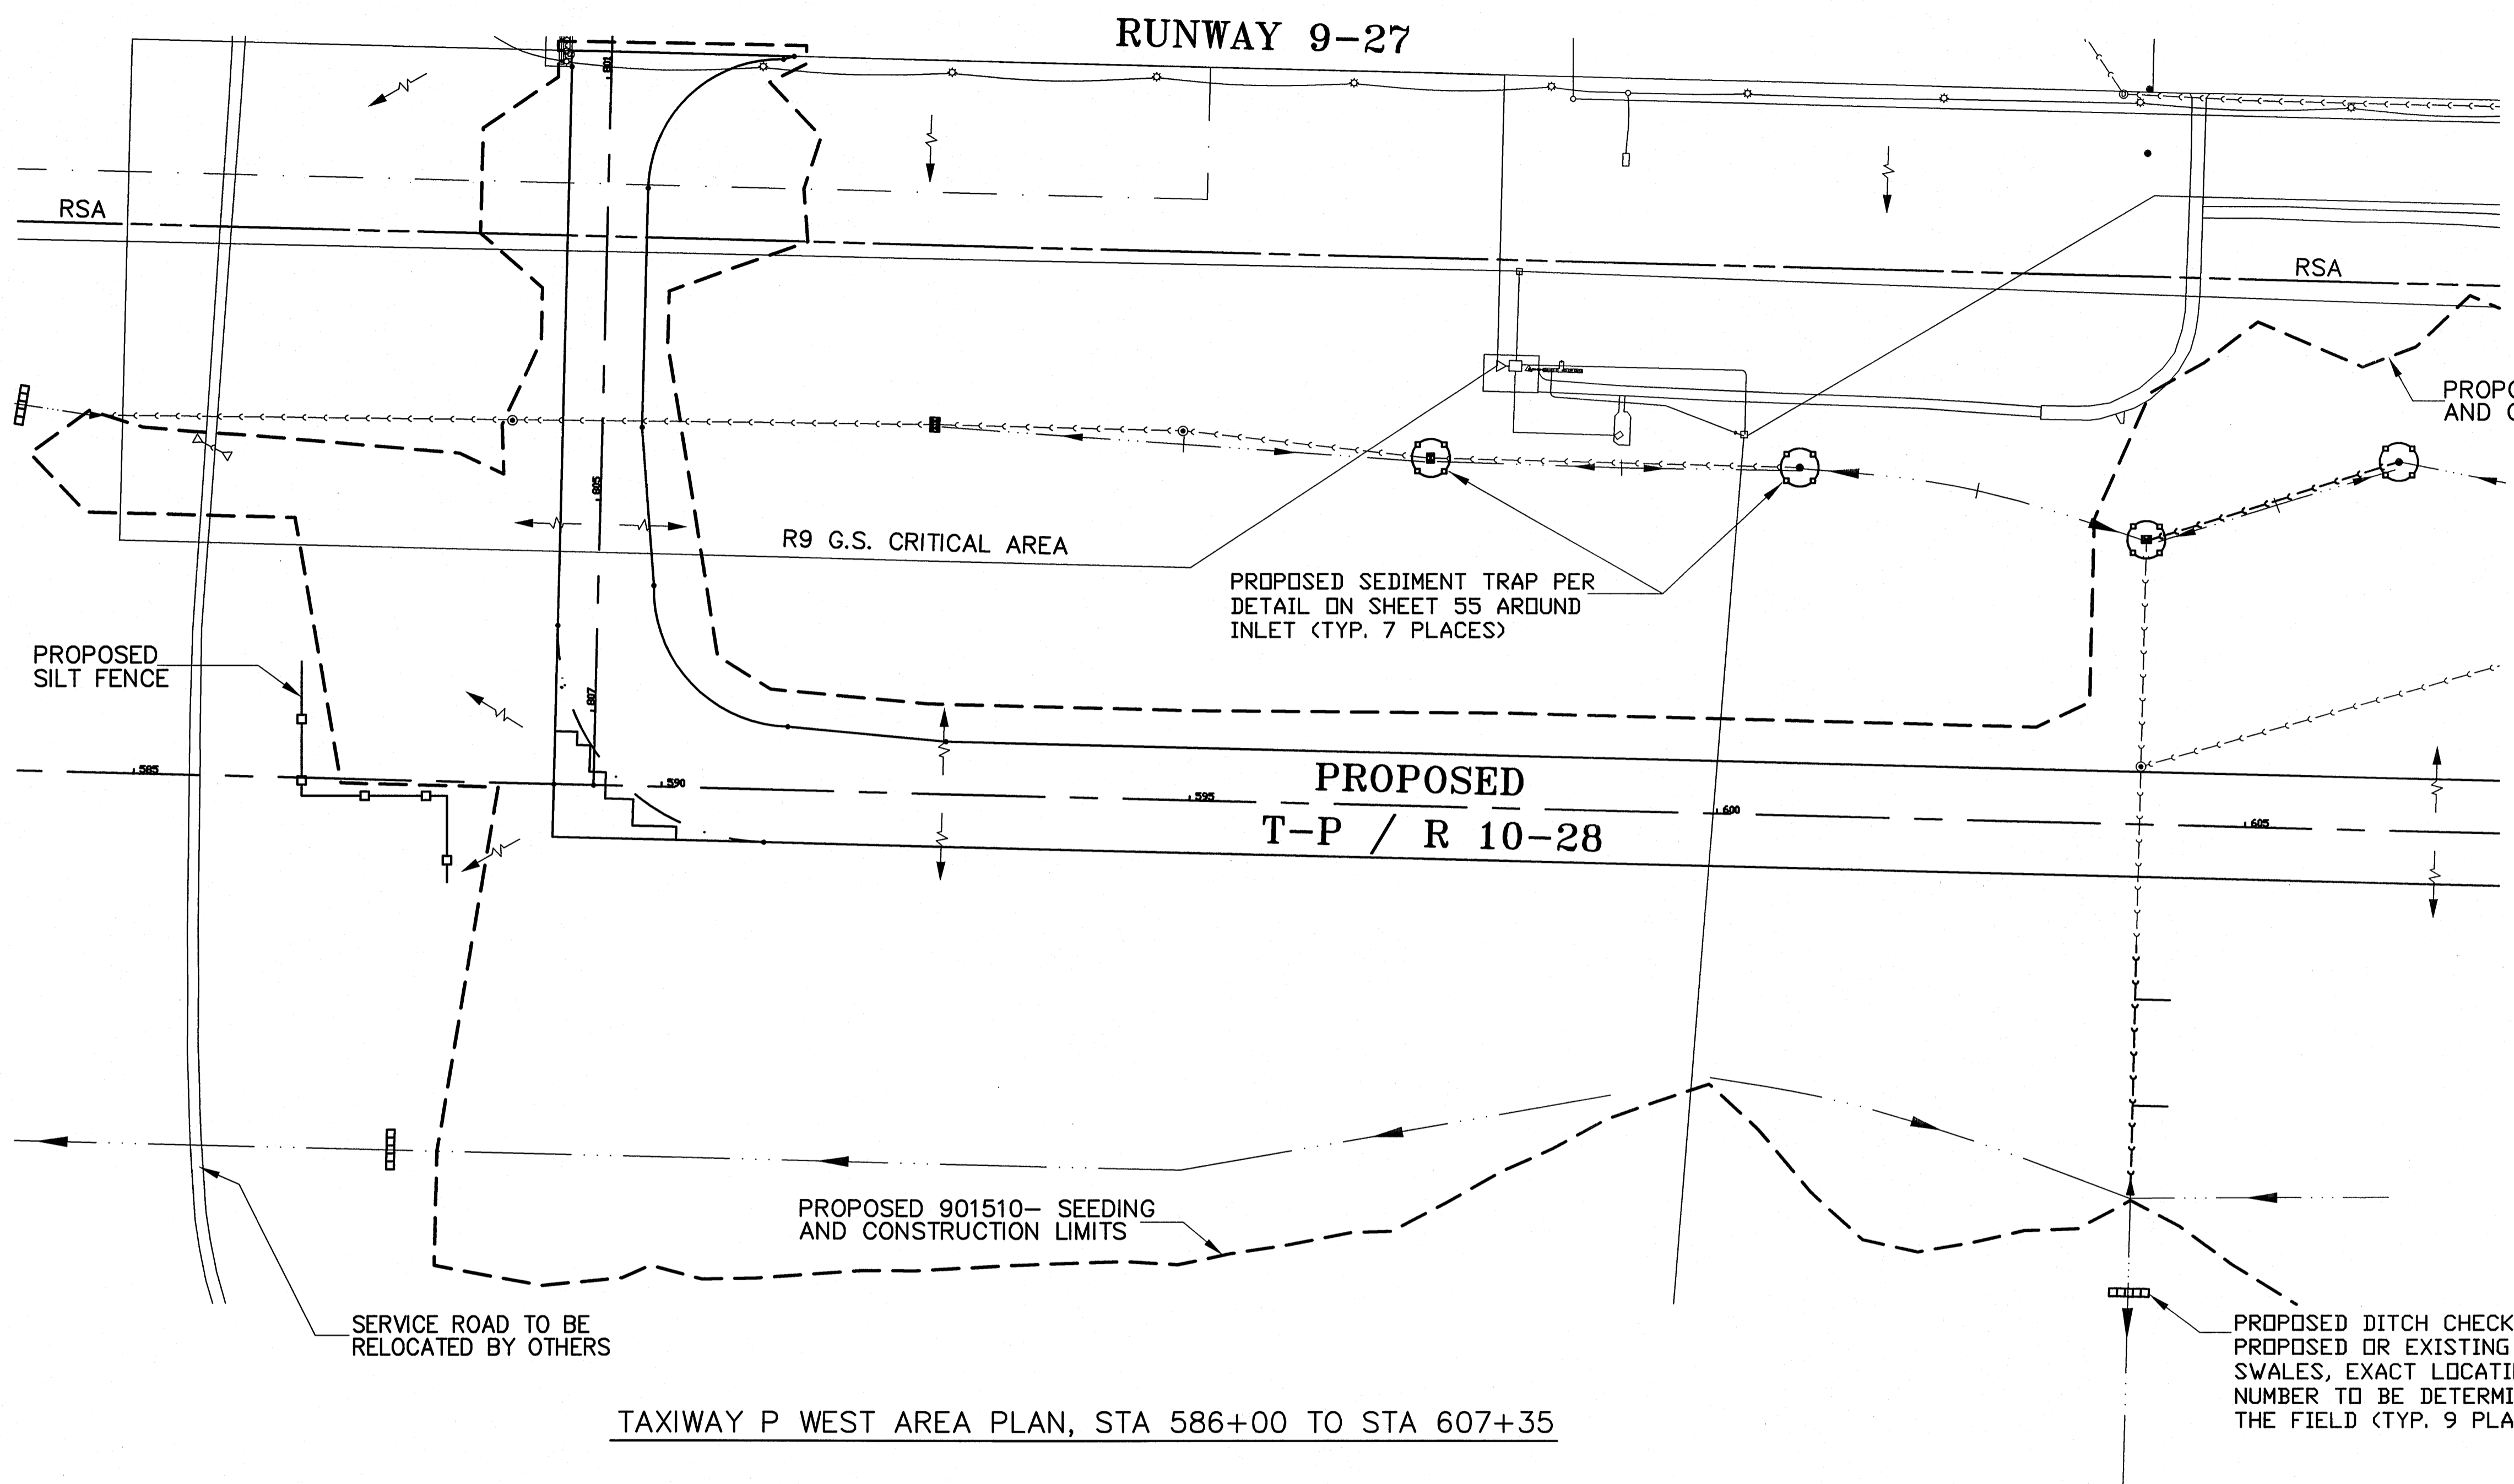 RUNWAY 9-27
801
RSA
RSA
PROPO
AND C
805
R9 G.S. CRITICAL AREA
PROPOSED SEDIMENT TRAP PER
DETAIL ON SHEET 55 AROUND
INLET (TYP. 7 PLACES)
PROPOSED
SILT FENCE
807
585
590
595
600
605
PROPOSED
T-P / R 10-28
PROPOSED 901510- SEEDING
AND CONSTRUCTION LIMITS
SERVICE ROAD TO BE
RELOCATED BY OTHERS
PROPOSED DITCH CHECK
PROPOSED OR EXISTING
SWALES, EXACT LOCATI
NUMBER TO BE DETERMI
THE FIELD (TYP. 9 PLA
TAXIWAY P WEST AREA PLAN, STA 586+00 TO STA 607+35